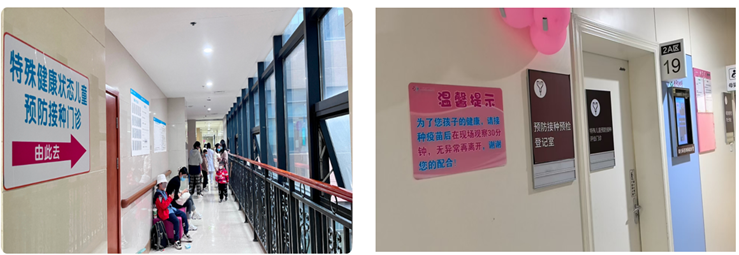 特殊健康状态儿童
预防接种门诊
由此去
温馨提示
为了您孩子的健康，请接
种疫苗后在现场观察30分
钟，无异常再离开，谢谢
您的配合！
预防接种预检
登记室
2A区
19